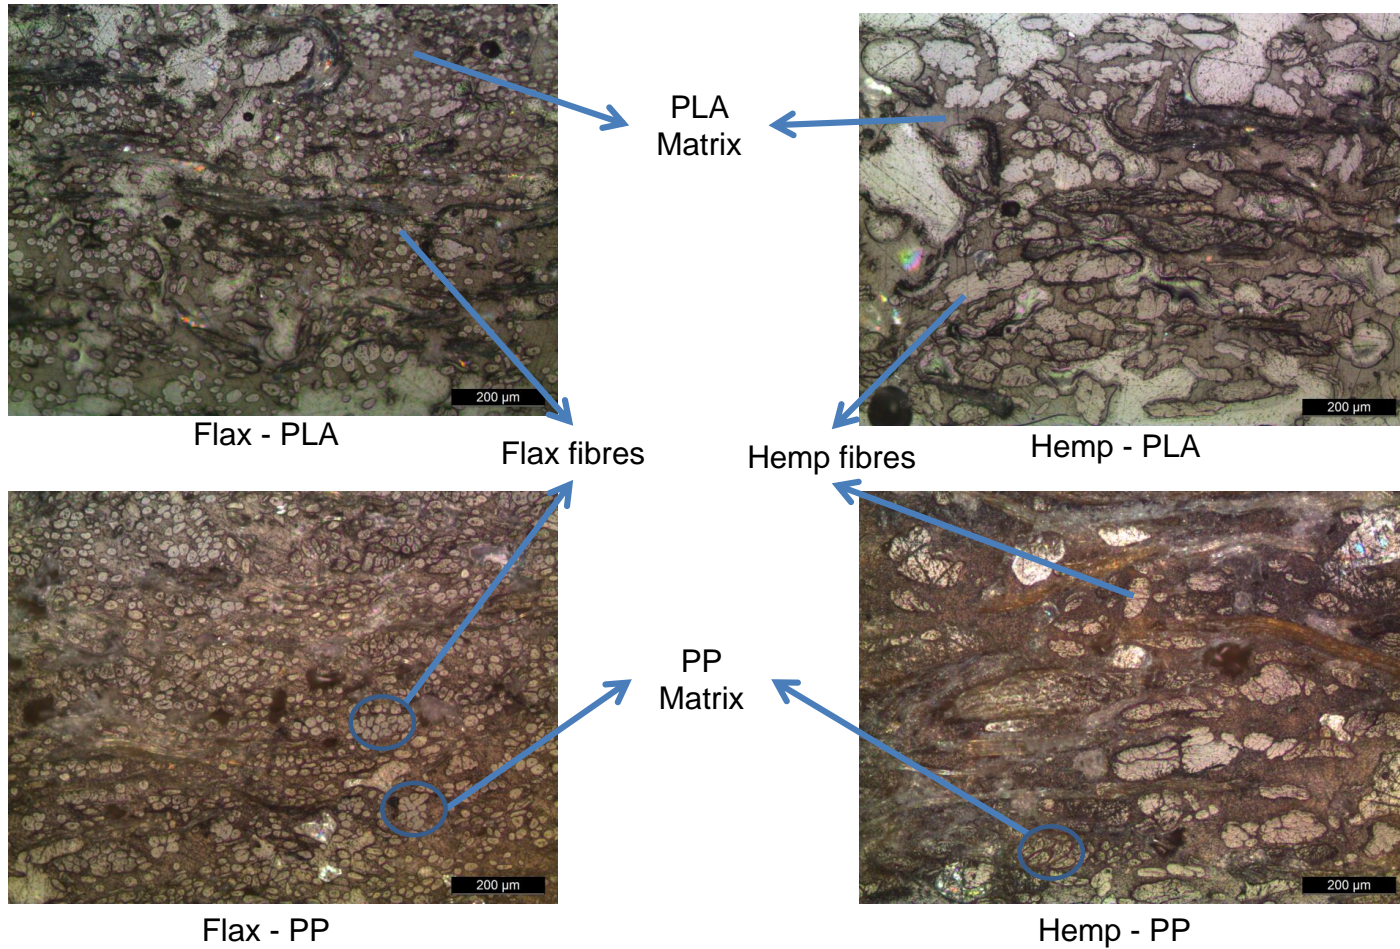 PLA
Matrix
200 µm
200 µm
Flax - PLA
Hemp - PLA
Flax fibres
Hemp fibres
PP
Matrix
200 µm
200 µm
Flax - PP
Hemp - PP